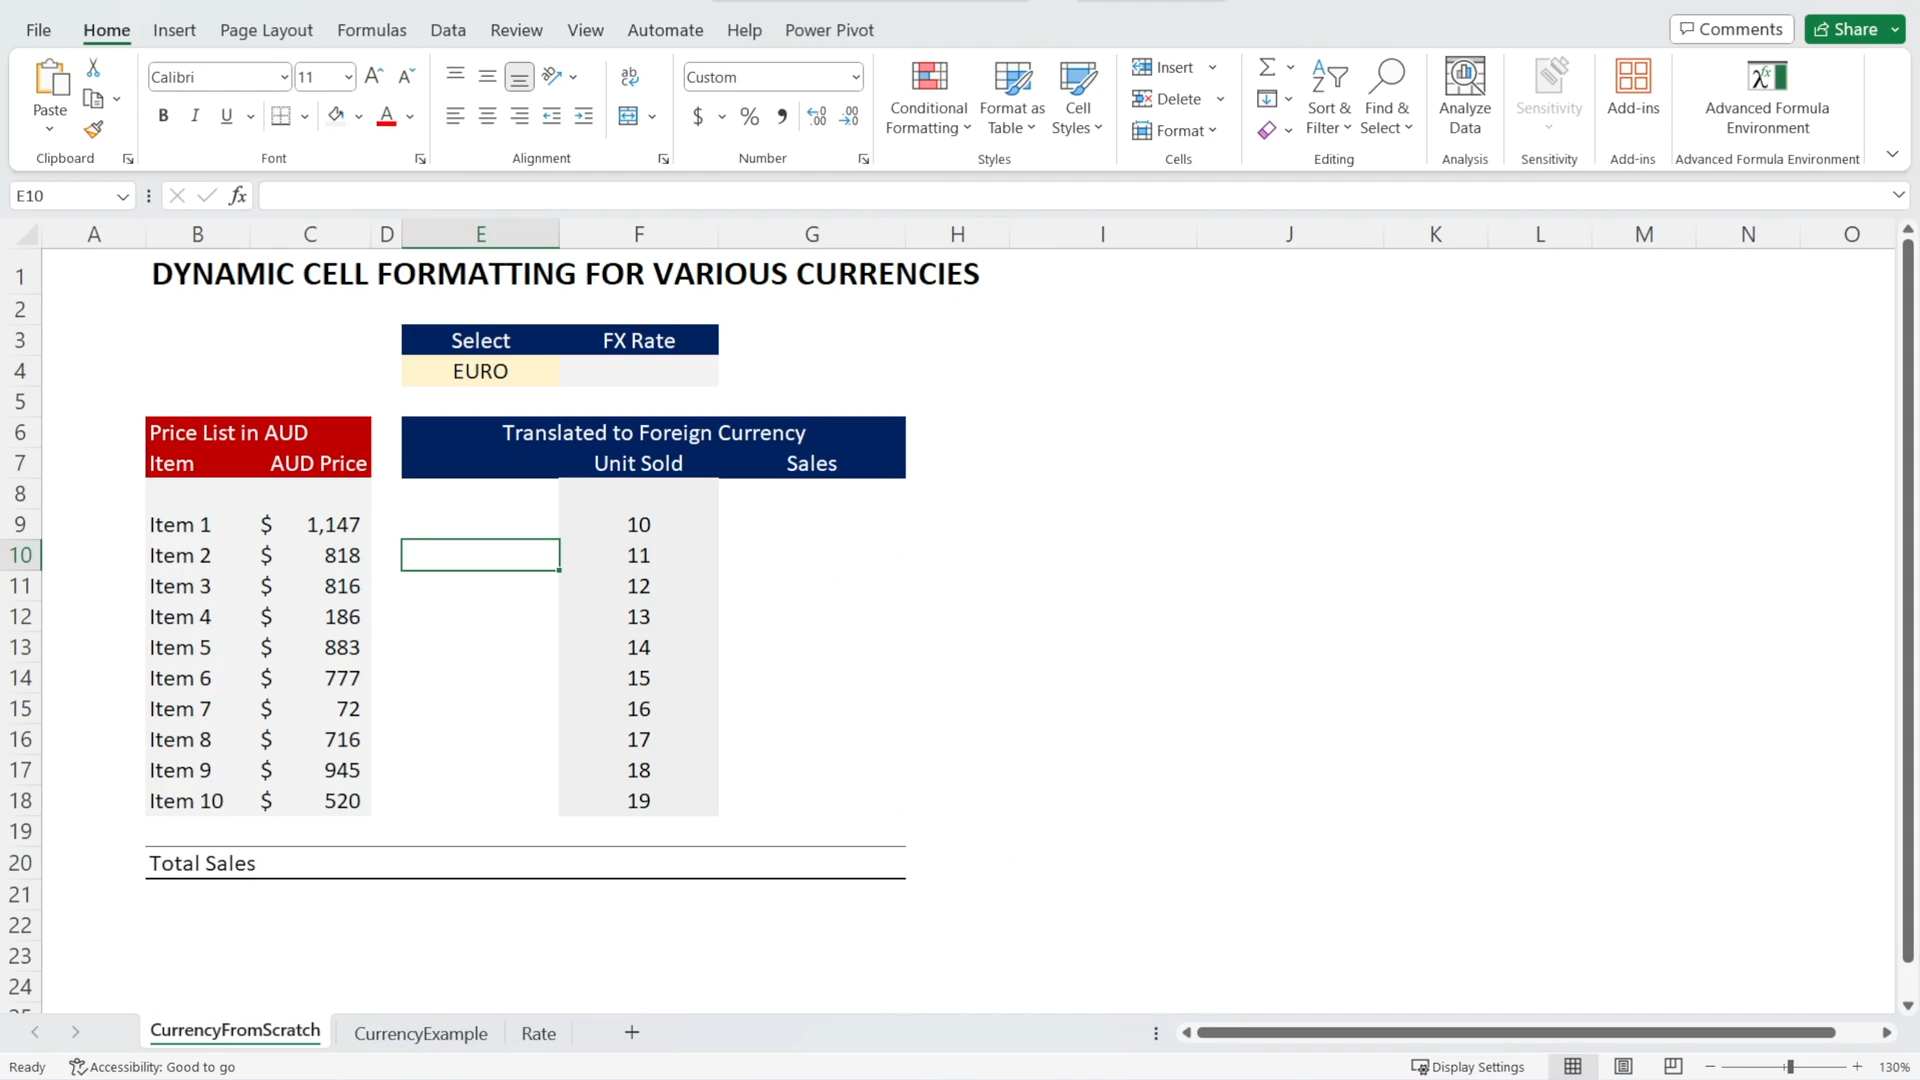 File Home Insert Page Layout Formulas Data Review View Automate Help Power Pivot Comments Share
Paste
Clipboard
Calibri 11
B I U
Font
ab
Alignment
Custom
$ % .00 .00
Number
Conditional Formatting
Format as Table
Cell Styles
Styles
Insert
Delete
Format
Cells
Sort & Filter
Find & Select
Editing
Analyze Data
Analysis
Sensitivity
Sensitivity
Add-ins
Add-ins
Advanced Formula Environment
Advanced Formula Environment
E10 fx
A B C D E F G H I J K L M N O
1 DYNAMIC CELL FORMATTING FOR VARIOUS CURRENCIES
2
3 Select FX Rate
4 EURO
5
6 Price List in AUD Translated to Foreign Currency
7 Item AUD Price Unit Sold Sales
8
9 Item 1 $ 1,147 10
10 Item 2 $ 818 11
11 Item 3 $ 816 12
12 Item 4 $ 186 13
13 Item 5 $ 883 14
14 Item 6 $ 777 15
15 Item 7 $ 72 16
16 Item 8 $ 716 17
17 Item 9 $ 945 18
18 Item 10 $ 520 19
19
20 Total Sales
21
22
23
24
CurrencyFromScratch CurrencyExample Rate
Ready Accessibility: Good to go Display Settings 130%